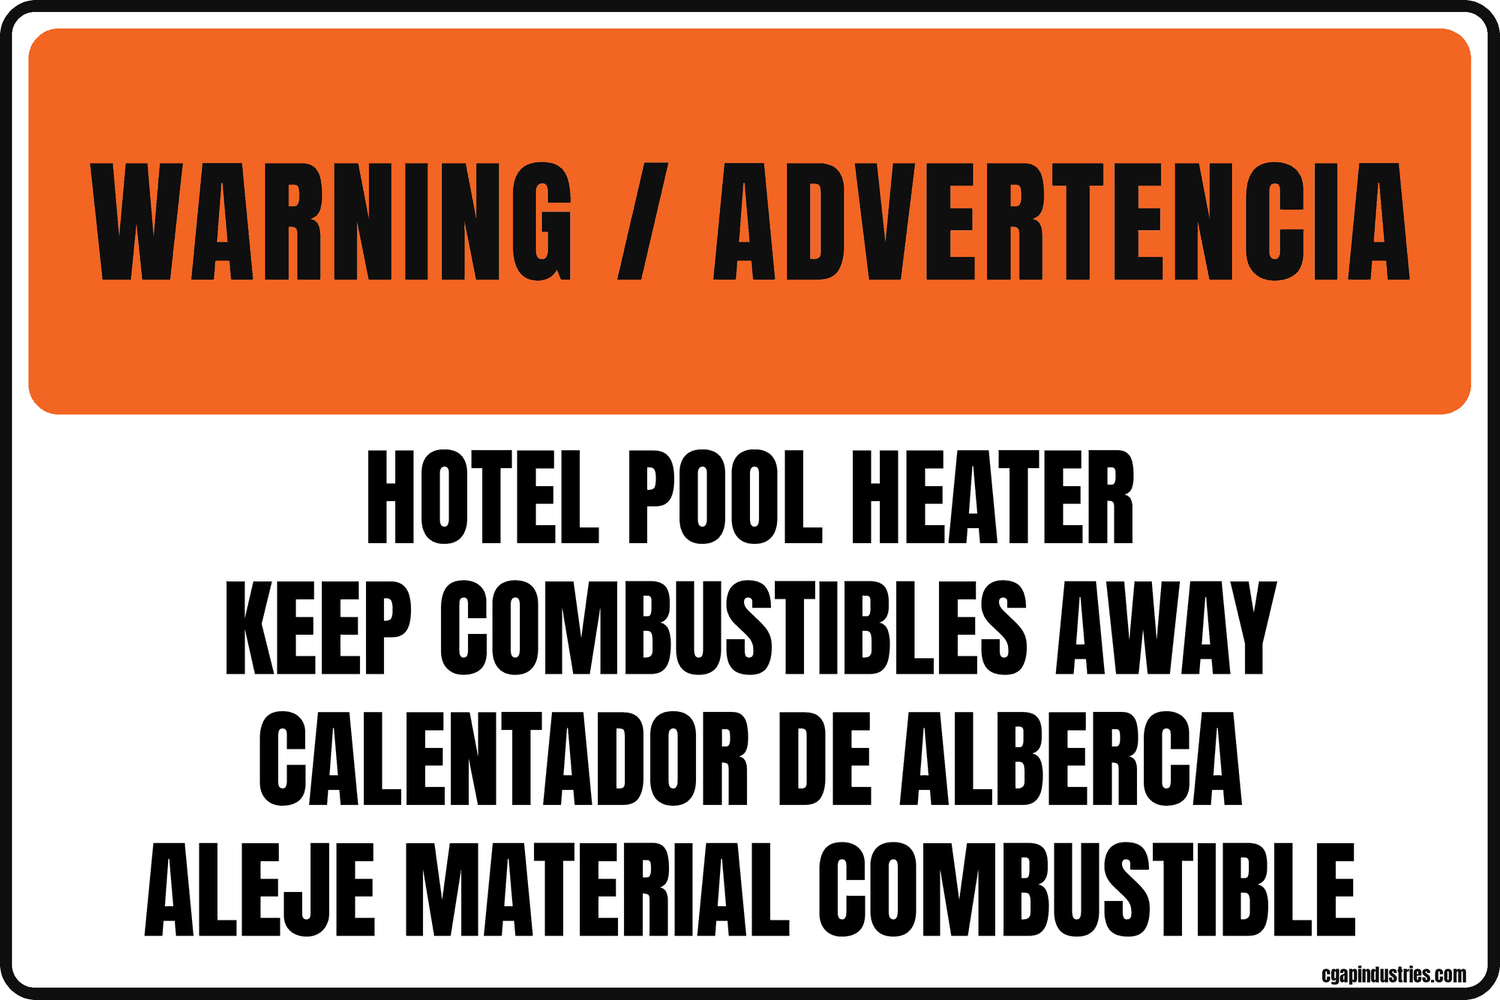 WARNING / ADVERTENCIA
HOTEL POOL HEATER
KEEP COMBUSTIBLES AWAY
CALENTADOR DE ALBERCA
ALEJE MATERIAL COMBUSTIBLE
cgapindustries.com